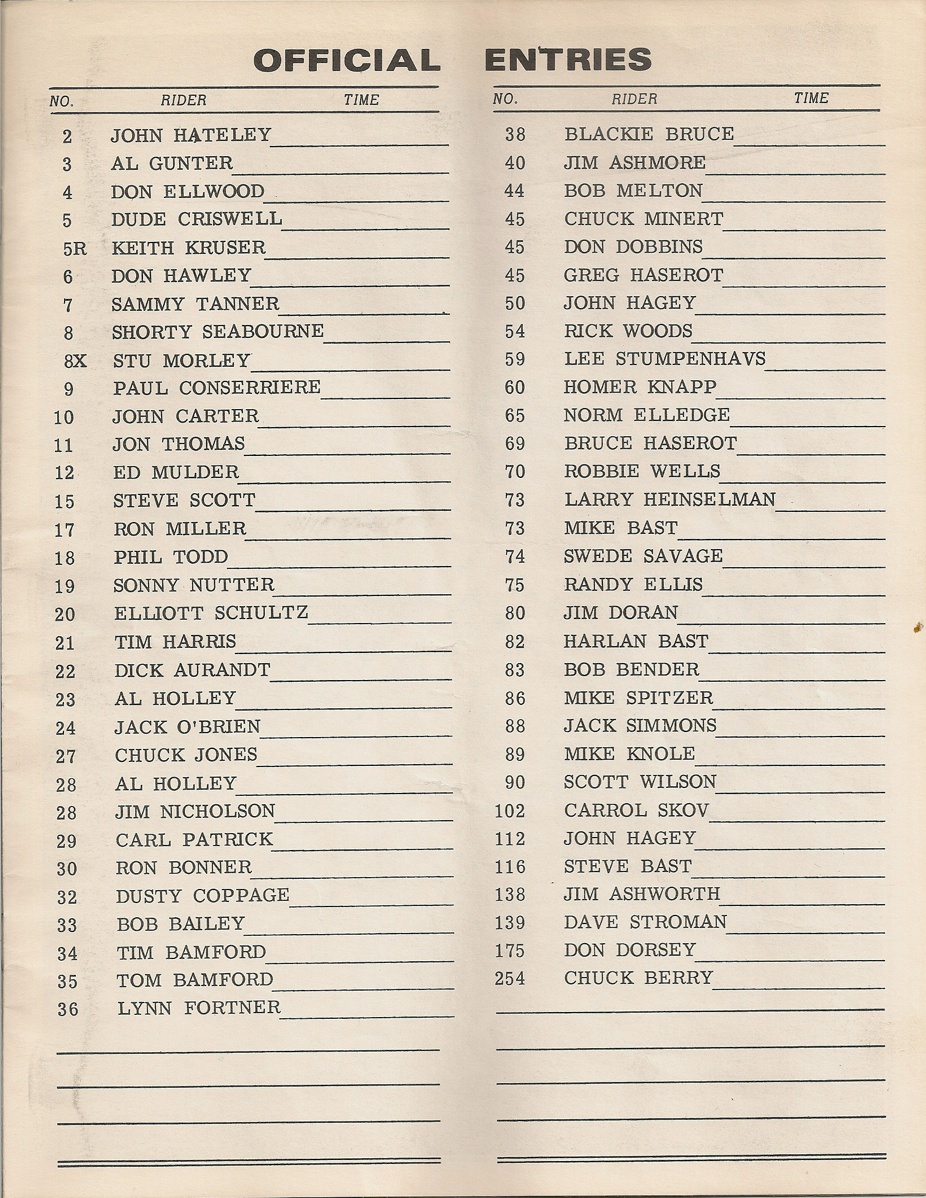 OFFICIAL ENTRIES
NO. RIDER TIME
2 JOHN HATELEY
3 AL GUNTER
4 DON ELLWOOD
5 DUDE CRISWELL
5R KEITH KRUSER
6 DON HAWLEY
7 SAMMY TANNER
8 SHORTY SEABOURNE
8X STU MORLEY
9 PAUL CONSERRIERE
10 JOHN CARTER
11 JON THOMAS
12 ED MULDER
15 STEVE SCOTT
17 RON MILLER
18 PHIL TODD
19 SONNY NUTTER
20 ELLIOTT SCHULTZ
21 TIM HARRIS
22 DICK AURANDT
23 AL HOLLEY
24 JACK O'BRIEN
27 CHUCK JONES
28 AL HOLLEY
28 JIM NICHOLSON
29 CARL PATRICK
30 RON BONNER
32 DUSTY COPPAGE
33 BOB BAILEY
34 TIM BAMFORD
35 TOM BAMFORD
36 LYNN FORTNER
NO. RIDER TIME
38 BLACKIE BRUCE
40 JIM ASHMORE
44 BOB MELTON
45 CHUCK MINERT
45 DON DOBBINS
45 GREG HASEROT
50 JOHN HAGEY
54 RICK WOODS
59 LEE STUMPENHAVS
60 HOMER KNAPP
65 NORM ELLEDGE
69 BRUCE HASEROT
70 ROBBIE WELLS
73 LARRY HEINSELMAN
73 MIKE BAST
74 SWEDE SAVAGE
75 RANDY ELLIS
80 JIM DORAN
82 HARLAN BAST
83 BOB BENDER
86 MIKE SPITZER
88 JACK SIMMONS
89 MIKE KNOLE
90 SCOTT WILSON
102 CARROL SKOV
112 JOHN HAGEY
116 STEVE BAST
138 JIM ASHWORTH
139 DAVE STROMAN
175 DON DORSEY
254 CHUCK BERRY